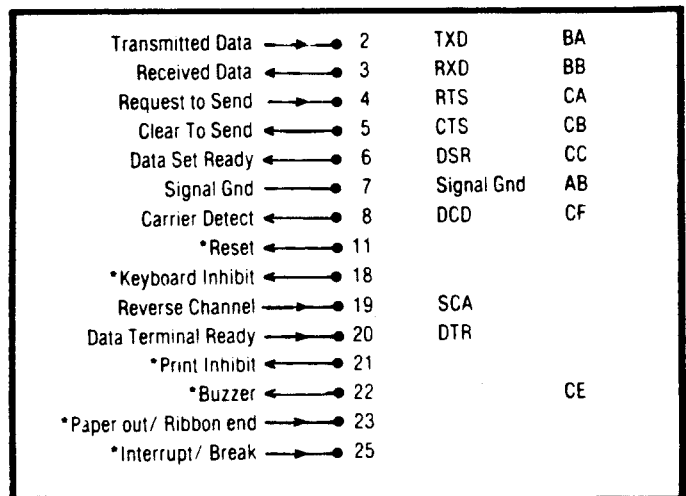 Transmitted Data 2 TXD BA
Received Data 3 RXD BB
Request to Send 4 RTS CA
Clear To Send 5 CTS CB
Data Set Ready 6 DSR CC
Signal Gnd 7 Signal Gnd AB
Carrier Detect 8 DCD CF
*Reset 11
*Keyboard Inhibit 18
Reverse Channel 19 SCA
Data Terminal Ready 20 DTR
*Print Inhibit 21
*Buzzer 22 CE
*Paper out/ Ribbon end 23
*Interrupt/ Break 25